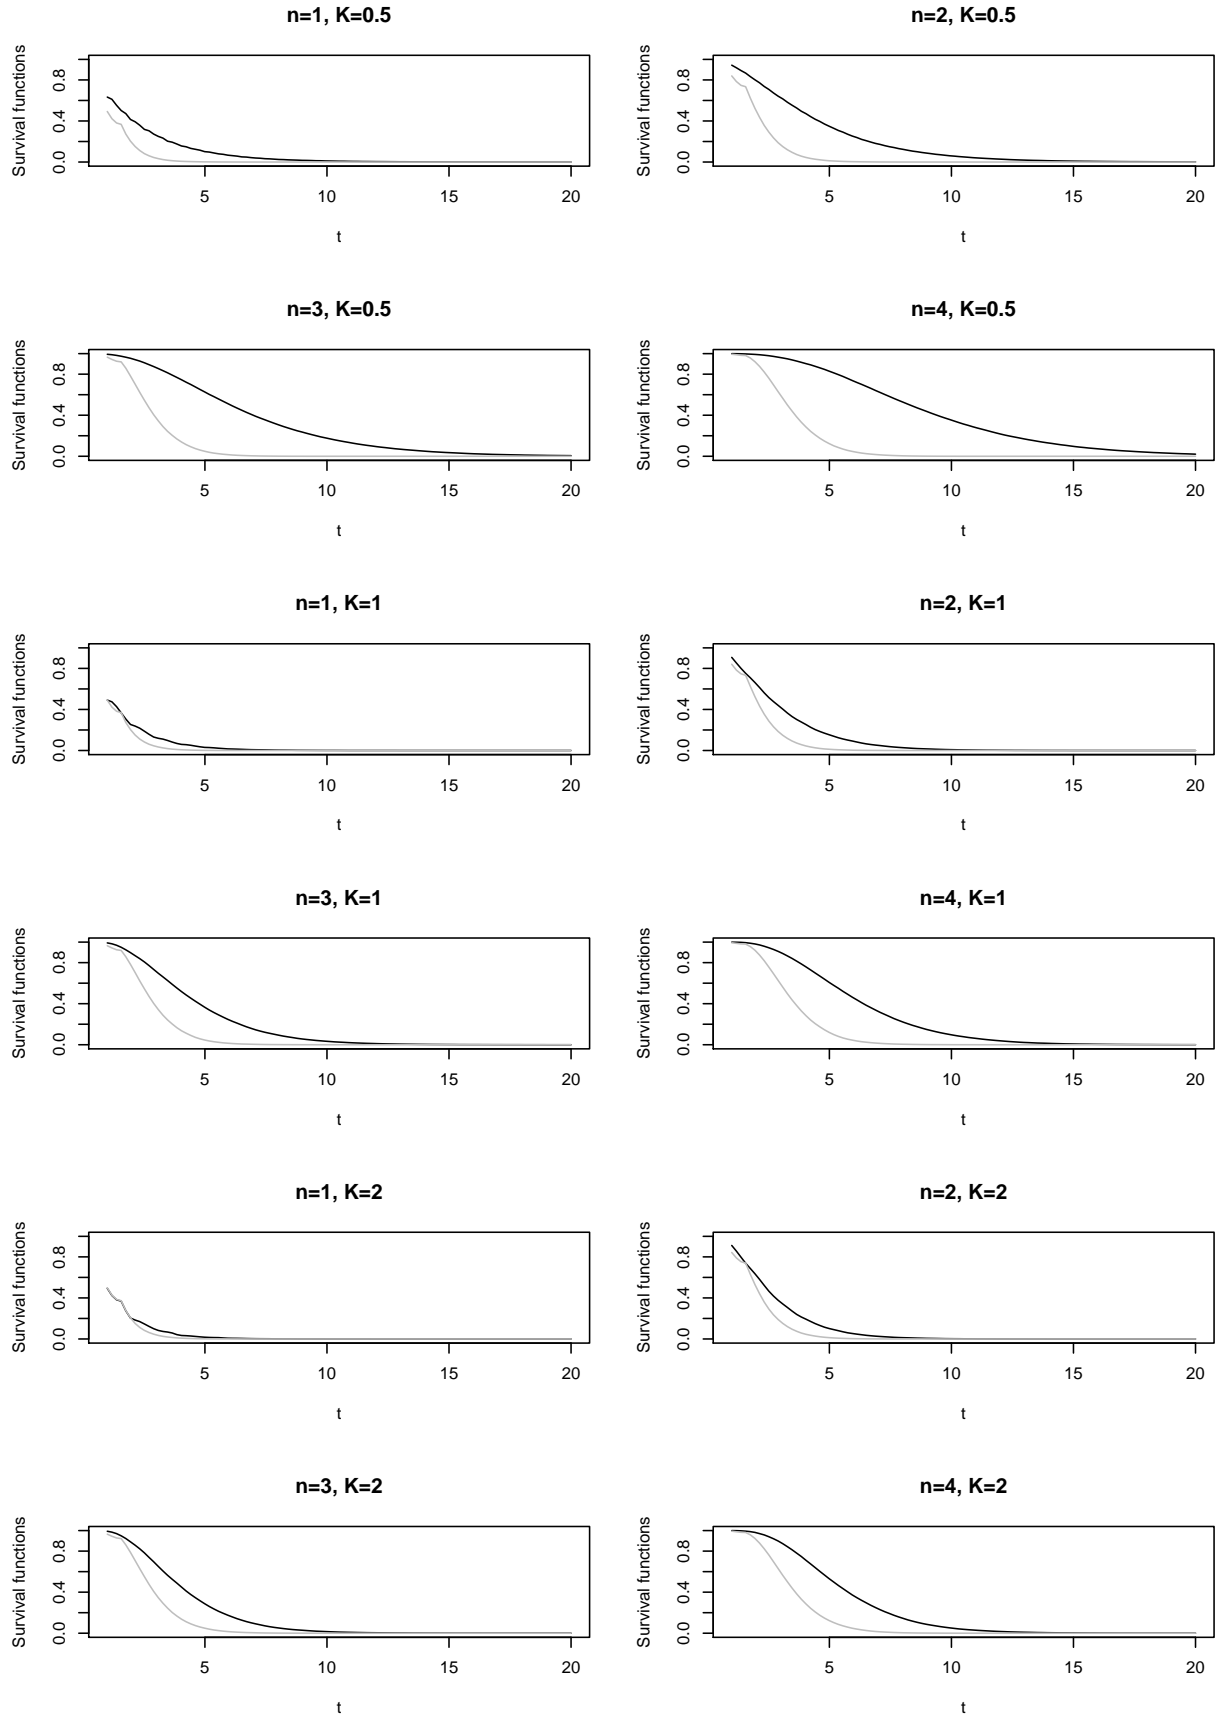 n=1, K=0.5
Survival functions
0.0 0.4 0.8
5 10 15 20
t
n=2, K=0.5
Survival functions
0.0 0.4 0.8
5 10 15 20
t
n=3, K=0.5
Survival functions
0.0 0.4 0.8
5 10 15 20
t
n=4, K=0.5
Survival functions
0.0 0.4 0.8
5 10 15 20
t
n=1, K=1
Survival functions
0.0 0.4 0.8
5 10 15 20
t
n=2, K=1
Survival functions
0.0 0.4 0.8
5 10 15 20
t
n=3, K=1
Survival functions
0.0 0.4 0.8
5 10 15 20
t
n=4, K=1
Survival functions
0.0 0.4 0.8
5 10 15 20
t
n=1, K=2
Survival functions
0.0 0.4 0.8
5 10 15 20
t
n=2, K=2
Survival functions
0.0 0.4 0.8
5 10 15 20
t
n=3, K=2
Survival functions
0.0 0.4 0.8
5 10 15 20
t
n=4, K=2
Survival functions
0.0 0.4 0.8
5 10 15 20
t